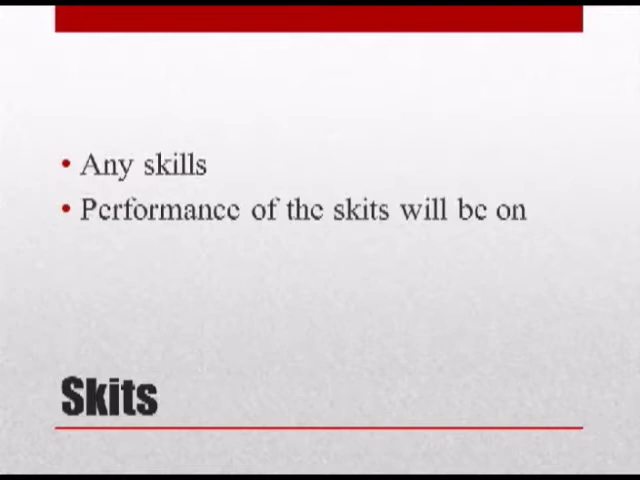 • Any skills
• Performance of the skits will be on
Skits